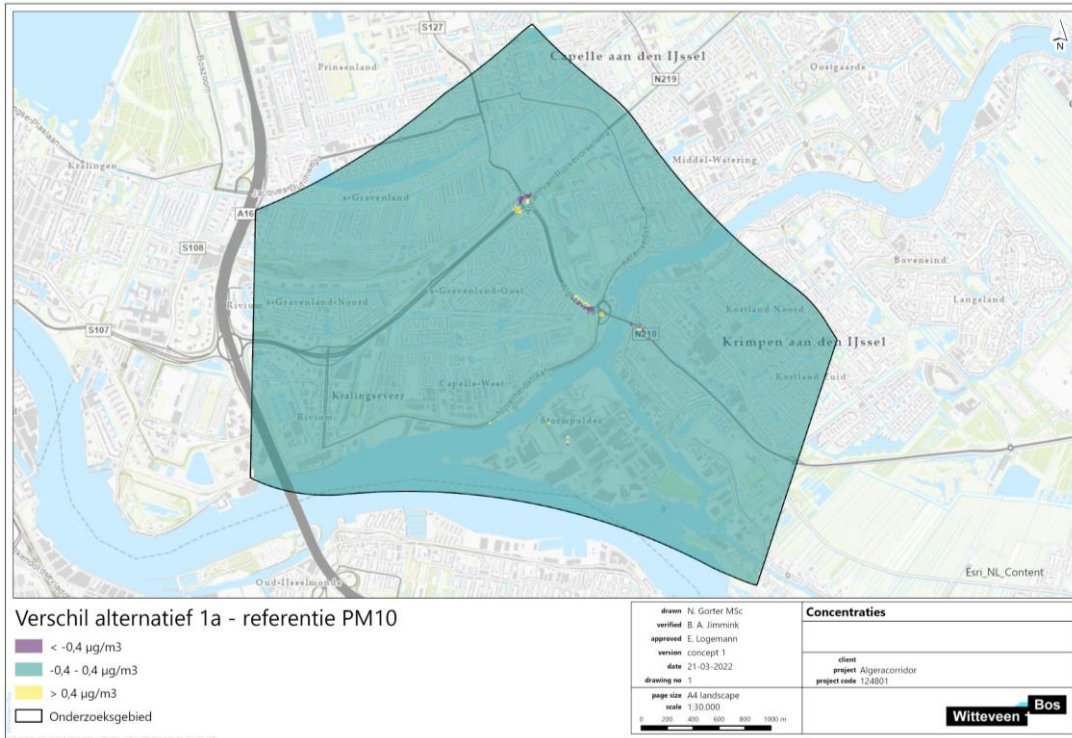 S127
Capelle aan den IJssel
N
Prinsenland
Oostgaarde
N219
Kralingen
Middel-Watering
s-Gravenland
A16
S108
Boveneind
s-Gravenland-Oost
s-Gravenland-Noord
Rivium
Langeland
Kortland-Noord
S107
N210
Krimpen aan den IJssel
Kortland-Zuid
Capelle-West
Kralingseveer
Rivium
Stormpolder
Oud-IJsselmonde
Esri_NL_Content
Verschil alternatief 1a - referentie PM10
< -0,4 µg/m3
-0,4 - 0,4 µg/m3
> 0,4 µg/m3
Onderzoeksgebied
drawn N. Gorter MSc
verified B. A. Jimmink
approved E. Logemann
version concept 1
date 21-03-2022
drawing no 1
page size A4 landscape
scale 1:30.000
0 200 400 600 800 1000 m
Concentraties
client
project Algeracorridor
project code 124801
Witteveen + Bos